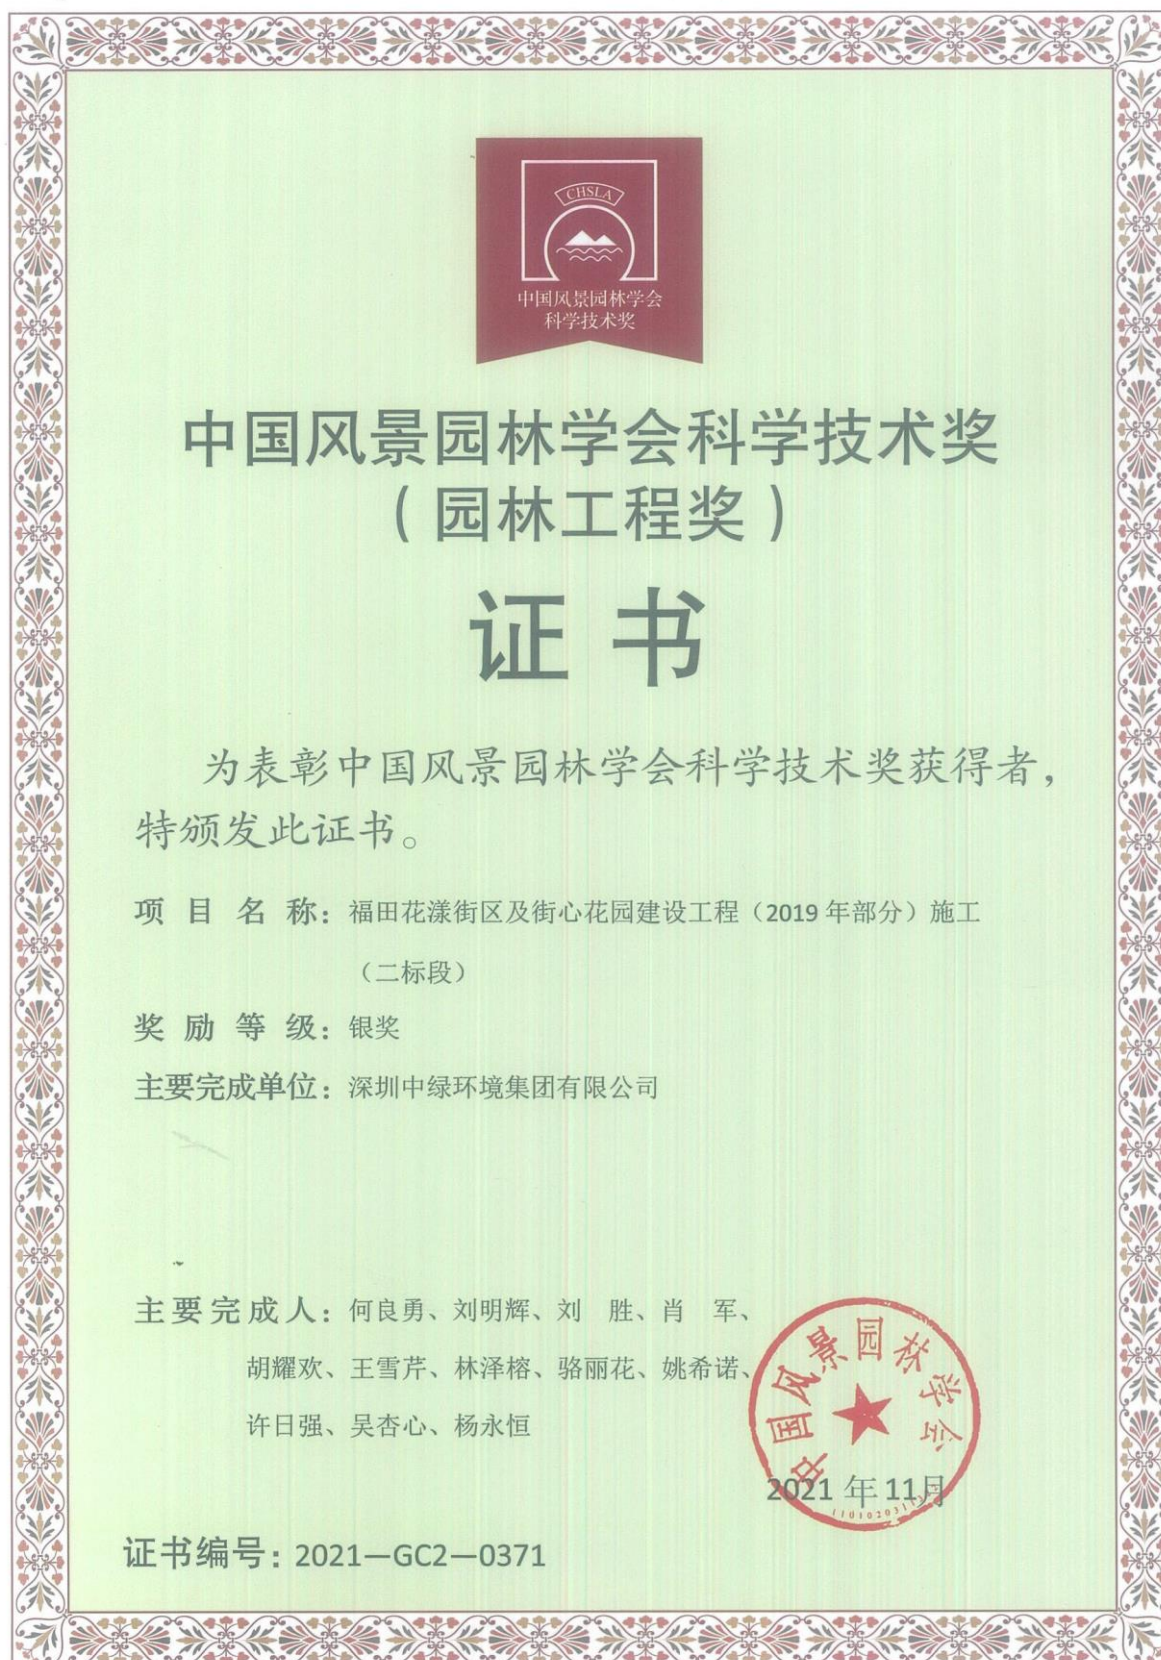 CHSLA
中国风景园林学会
科学技术奖
中国风景园林学会科学技术奖
（园林工程奖）
证书
为表彰中国风景园林学会科学技术奖获得者，
特颁发此证书。
项目名称：福田花漾街区及街心花园建设工程（2019年部分）施工
（二标段）
奖励等级：银奖
主要完成单位：深圳中绿环境集团有限公司
主要完成人：何良勇、刘明辉、刘　胜、肖　军、
胡耀欢、王雪芹、林泽榕、骆丽花、姚希诺、
许日强、吴杏心、杨永恒
中国风景园林学会
2021年11月
证书编号：2021—GC2—0371